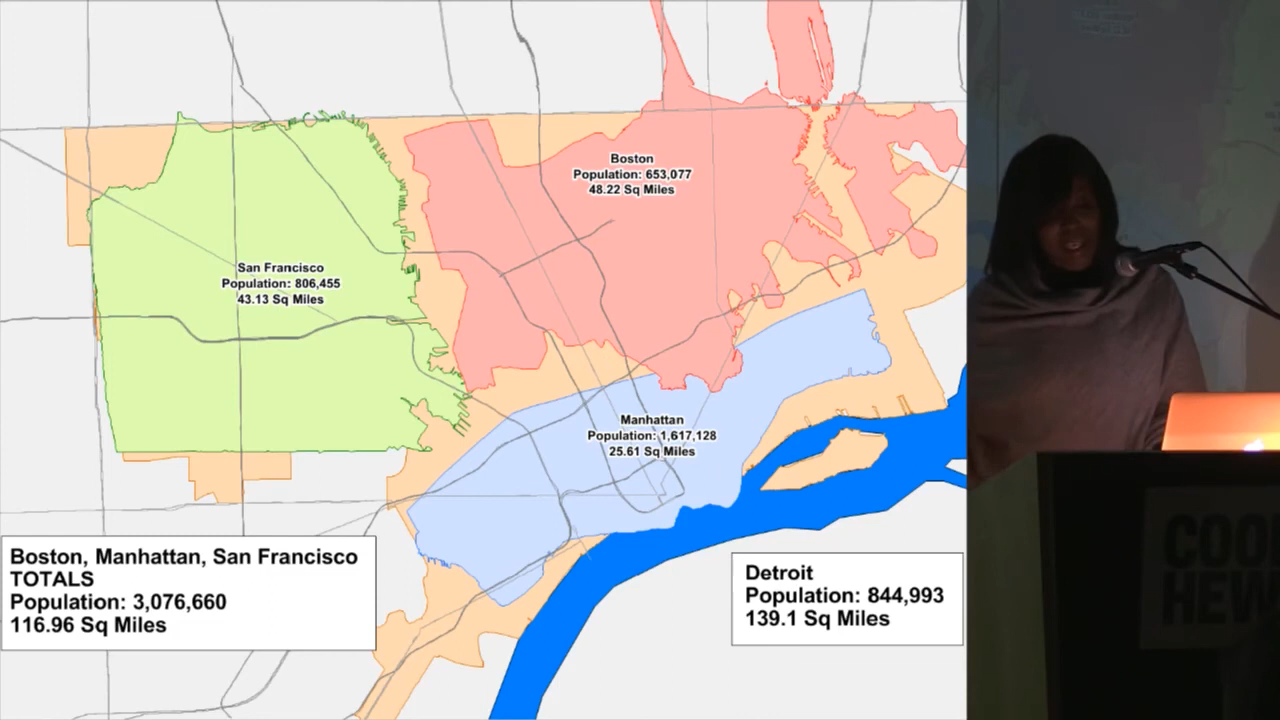 Boston
Population: 653,077
48.22 Sq Miles
San Francisco
Population: 806,455
43.13 Sq Miles
Manhattan
Population: 1,617,128
25.61 Sq Miles
Boston, Manhattan, San Francisco
TOTALS
Population: 3,076,660
116.96 Sq Miles
Detroit
Population: 844,993
139.1 Sq Miles
COO
HEW